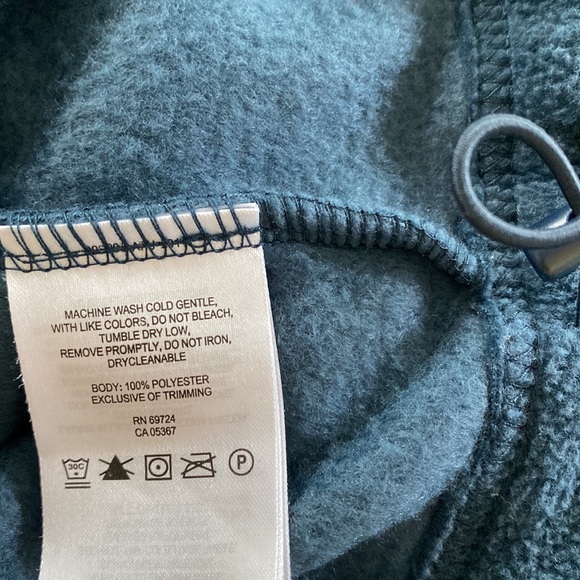 MACHINE WASH COLD GENTLE,
WITH LIKE COLORS, DO NOT BLEACH,
TUMBLE DRY LOW,
REMOVE PROMPTLY, DO NOT IRON,
DRYCLEANABLE
BODY: 100% POLYESTER
EXCLUSIVE OF TRIMMING
RN 69724
CA 05367
30C P